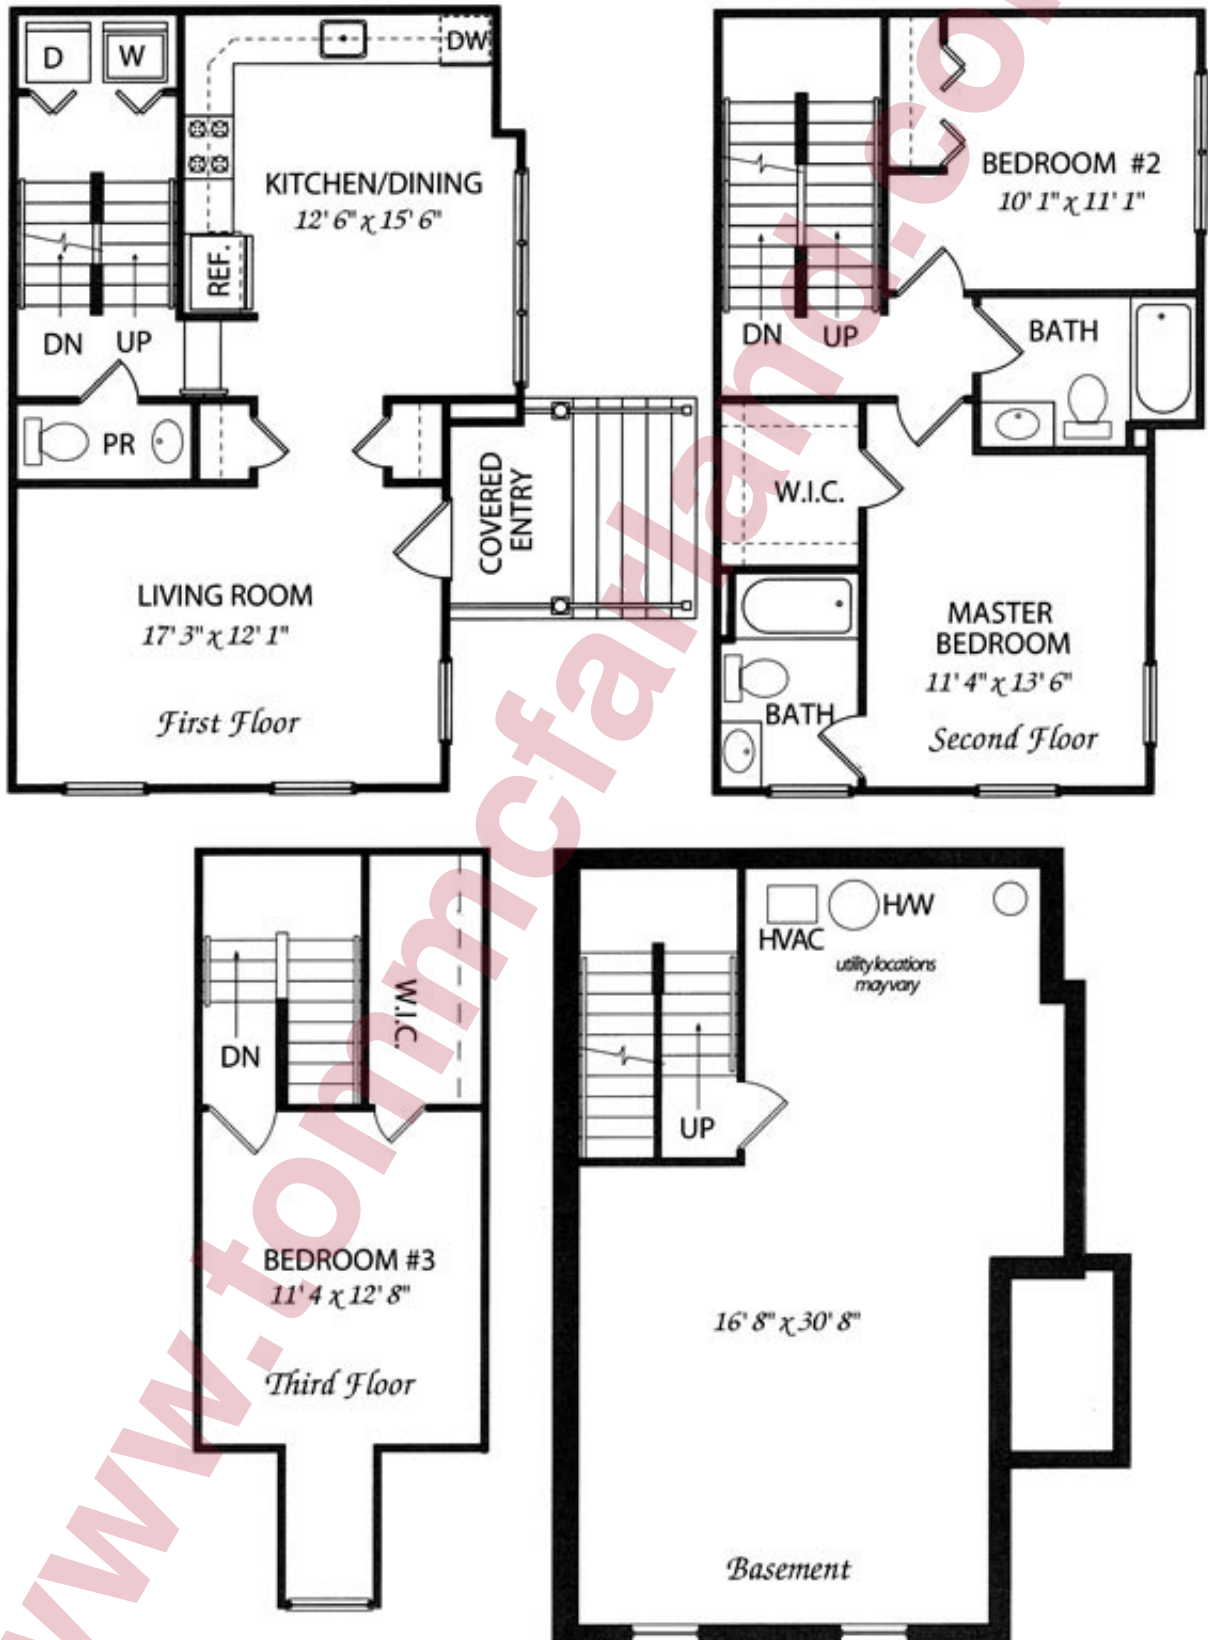 D
W
DW
KITCHEN/DINING
12' 6" x 15' 6"
REF.
DN
UP
PR
COVERED
ENTRY
LIVING ROOM
17' 3" x 12' 1"
First Floor
BEDROOM #2
10' 1" x 11' 1"
DN
UP
BATH
W.I.C.
MASTER
BEDROOM
11' 4" x 13' 6"
BATH
Second Floor
W.I.C.
DN
BEDROOM #3
11' 4 x 12' 8"
Third Floor
HVAC
H/W
utility locations
may vary
UP
16' 8" x 30' 8"
Basement
www.tommcfarland.com